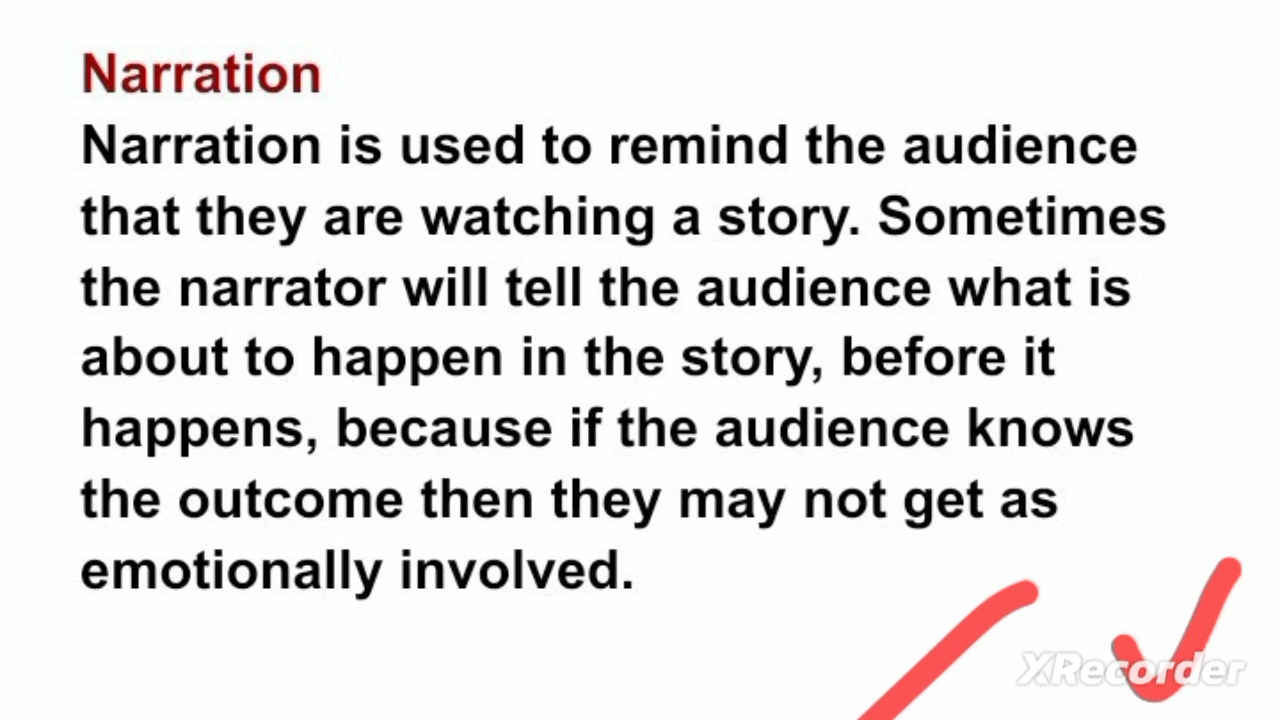 Narration
Narration is used to remind the audience
that they are watching a story. Sometimes
the narrator will tell the audience what is
about to happen in the story, before it
happens, because if the audience knows
the outcome then they may not get as
emotionally involved.
XRecorder